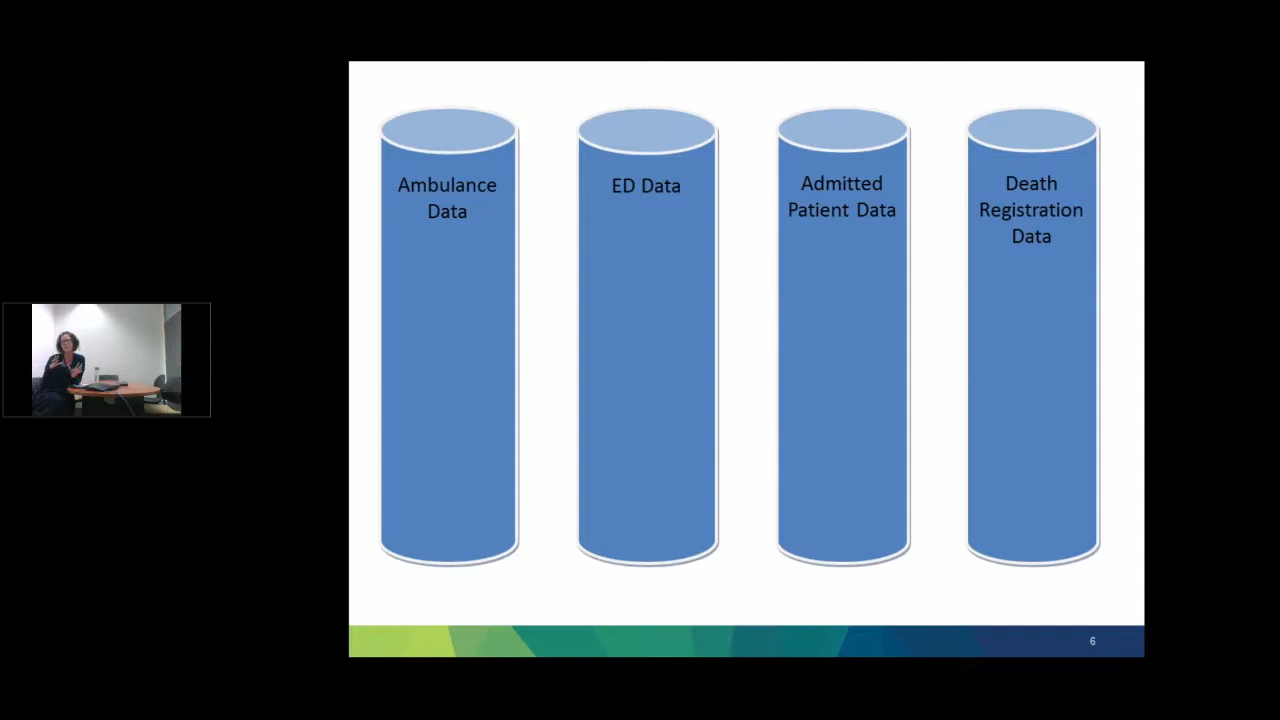 Ambulance
Data
ED Data
Admitted
Patient Data
Death
Registration
Data
6